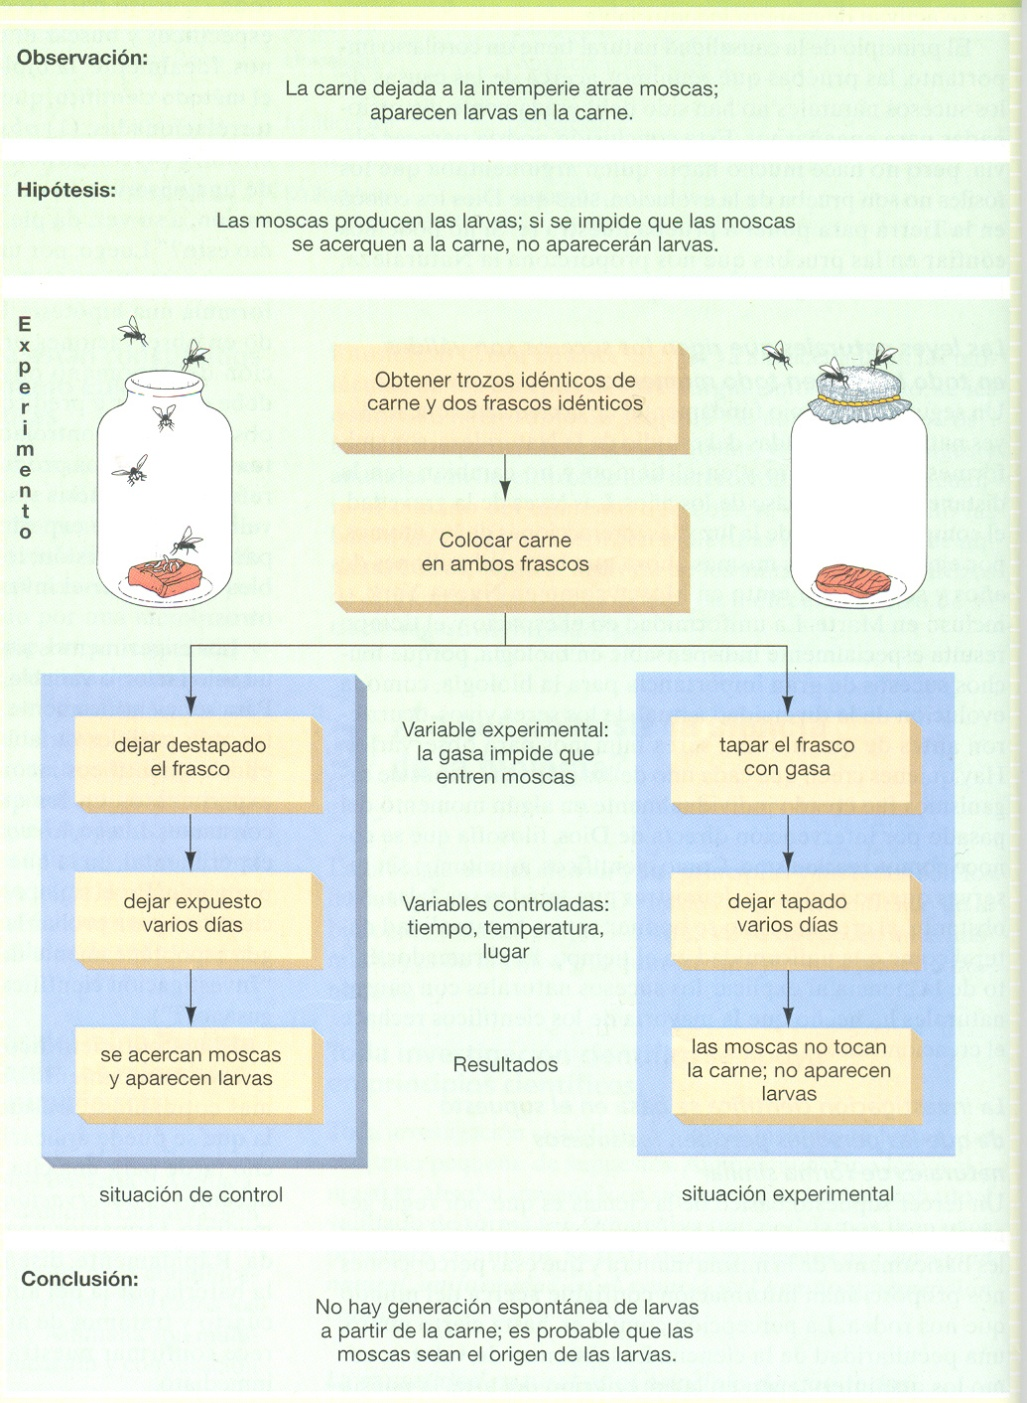 Observación:
La carne dejada a la intemperie atrae moscas;
aparecen larvas en la carne.
Hipótesis:
Las moscas producen las larvas; si se impide que las moscas
se acerquen a la carne, no aparecerán larvas.
Experimento
Obtener trozos idénticos de
carne y dos frascos idénticos
Colocar carne
en ambos frascos
dejar destapado
el frasco
Variable experimental:
la gasa impide que
entren moscas
tapar el frasco
con gasa
dejar expuesto
varios días
Variables controladas:
tiempo, temperatura,
lugar
dejar tapado
varios días
se acercan moscas
y aparecen larvas
Resultados
las moscas no tocan
la carne; no aparecen
larvas
situación de control
situación experimental
Conclusión:
No hay generación espontánea de larvas
a partir de la carne; es probable que las
moscas sean el origen de las larvas.